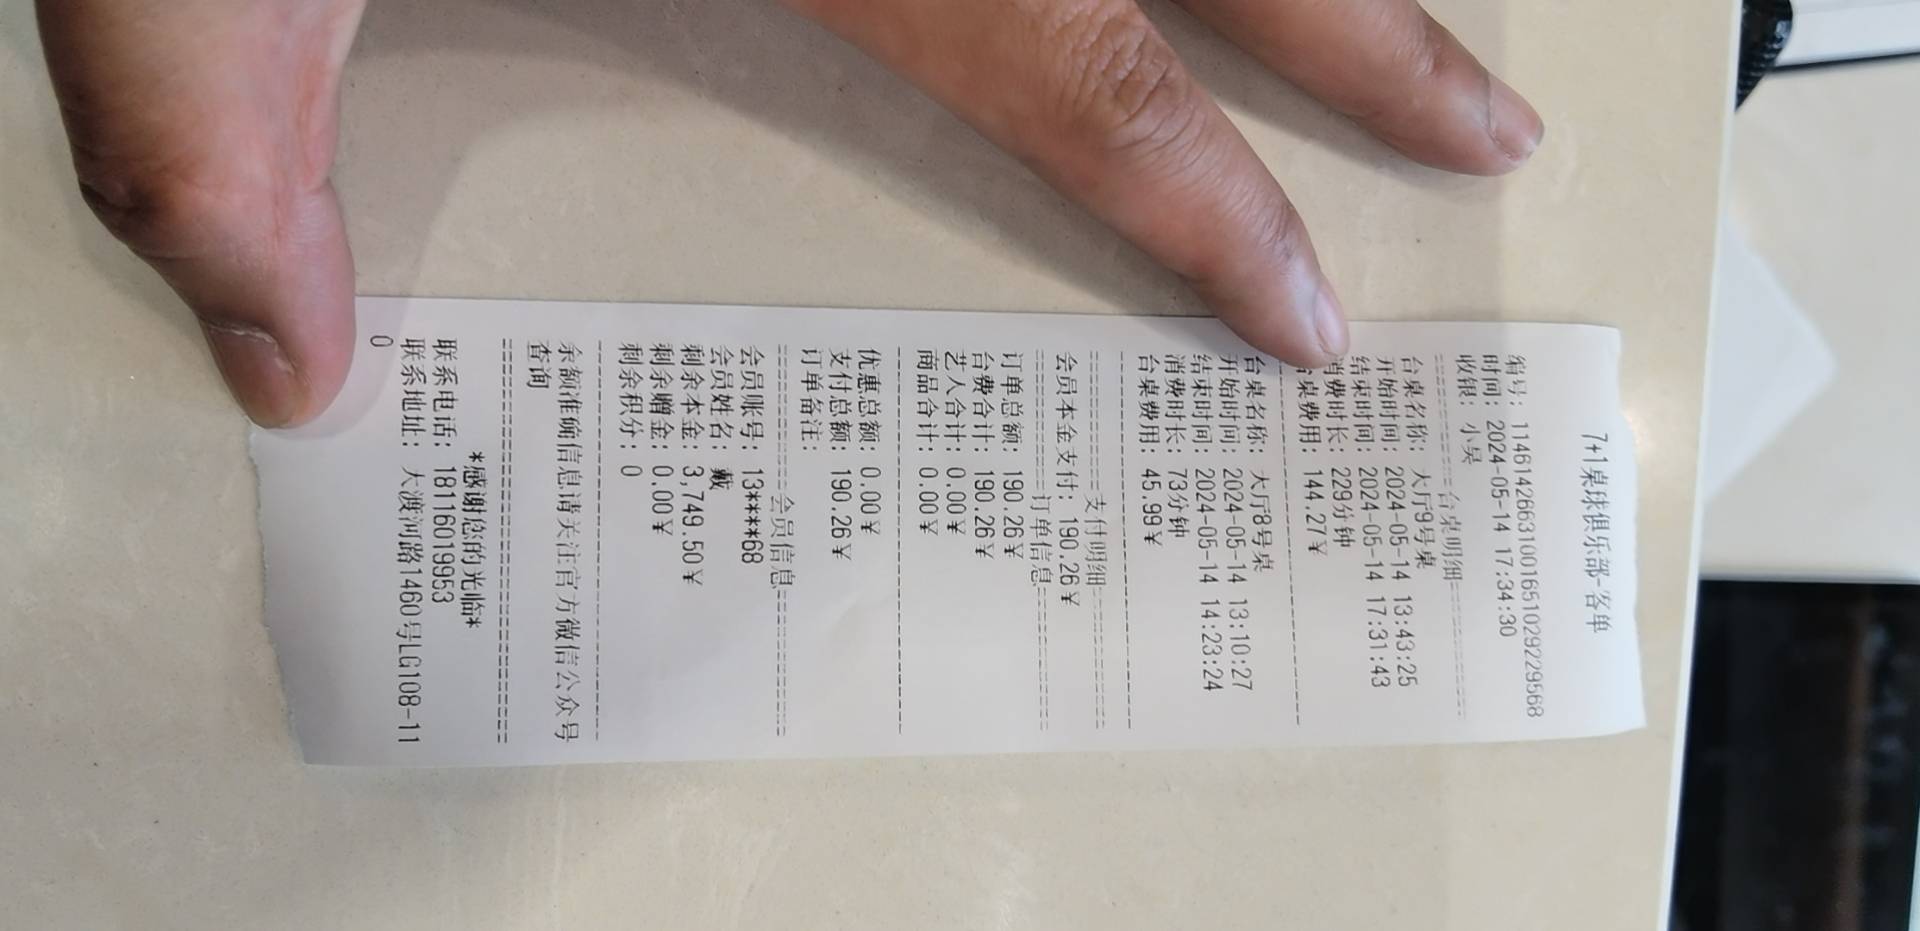 7+1桌球俱乐部-客单
编号: 1146142663100165102922956​8
时间: 2024-05-14 17:34:30
收银: 小吴
======台桌明细======
台桌名称: 大厅9号桌
开始时间: 2024-05-14 13:43:25
结束时间: 2024-05-14 17:31:43
消费时长: 229分钟
台桌费用: 144.27¥
--------------------------------
台桌名称: 大厅8号桌
开始时间: 2024-05-14 13:10:27
结束时间: 2024-05-14 14:23:24
消费时长: 73分钟
台桌费用: 45.99¥
--------------------------------
======支付明细======
会员本金支付: 190.26¥
======订单信息======
订单总额: 190.26¥
台费合计: 190.26¥
艺人合计: 0.00¥
商品合计: 0.00¥
--------------------------------
优惠总额: 0.00¥
支付总额: 190.26¥
订单备注:
======会员信息======
会员账号: 13****68
会员姓名: 戴
剩余本金: 3,749.50¥
剩余赠金: 0.00¥
剩余积分: 0
--------------------------------
余额准确信息请关注官方微信公众号
查询
================================
*感谢您的光临*
联系电话: 18116019953
联系地址: 大渡河路1460号LG108-11
0